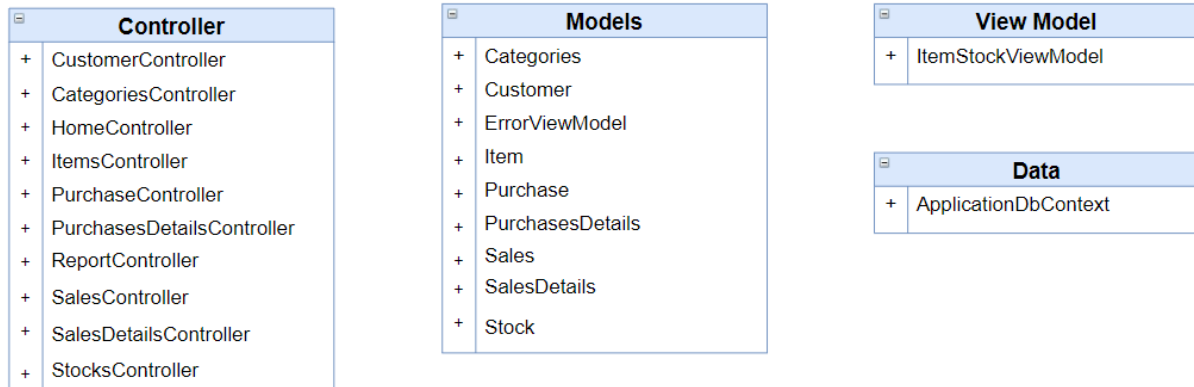 Controller
+ CustomerController
+ CategoriesController
+ HomeController
+ ItemsController
+ PurchaseController
+ PurchasesDetailsController
+ ReportController
+ SalesController
+ SalesDetailsController
+ StocksController
Models
+ Categories
+ Customer
+ ErrorViewModel
+ Item
+ Purchase
+ PurchasesDetails
+ Sales
+ SalesDetails
+ Stock
View Model
+ ItemStockViewModel
Data
+ ApplicationDbContext